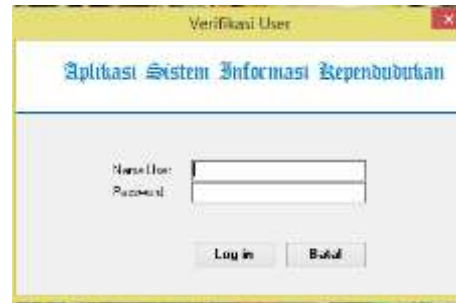 Verifikasi User
Aplikasi Sistem Informasi Kependudukan
Nama User
Password
Log in
Batal